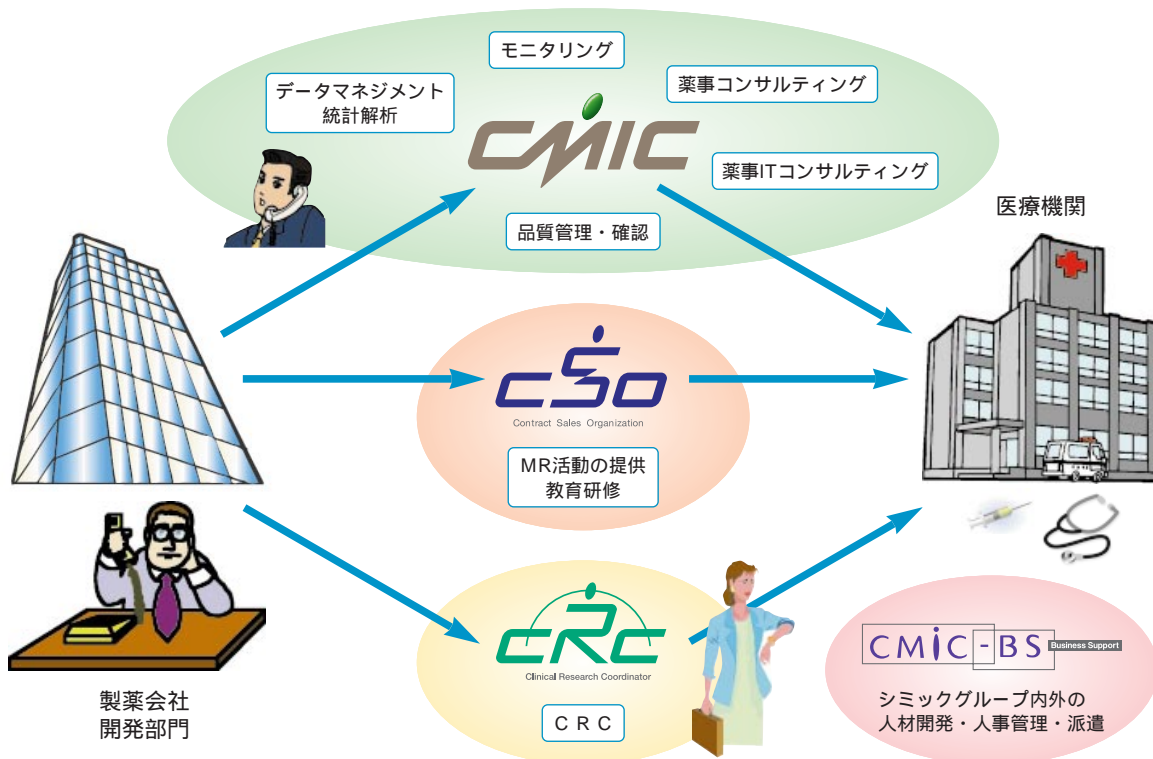 モニタリング
データマネジメント
統計解析
薬事コンサルティング
CMIC
薬事ITコンサルティング
品質管理・確認
医療機関
CSO
Contract Sales Organization
MR活動の提供
教育研修
CRC
Clinical Research Coordinator
ＣＲＣ
製薬会社
開発部門
CMIC-BS Business Support
シミックグループ内外の
人材開発・人事管理・派遣